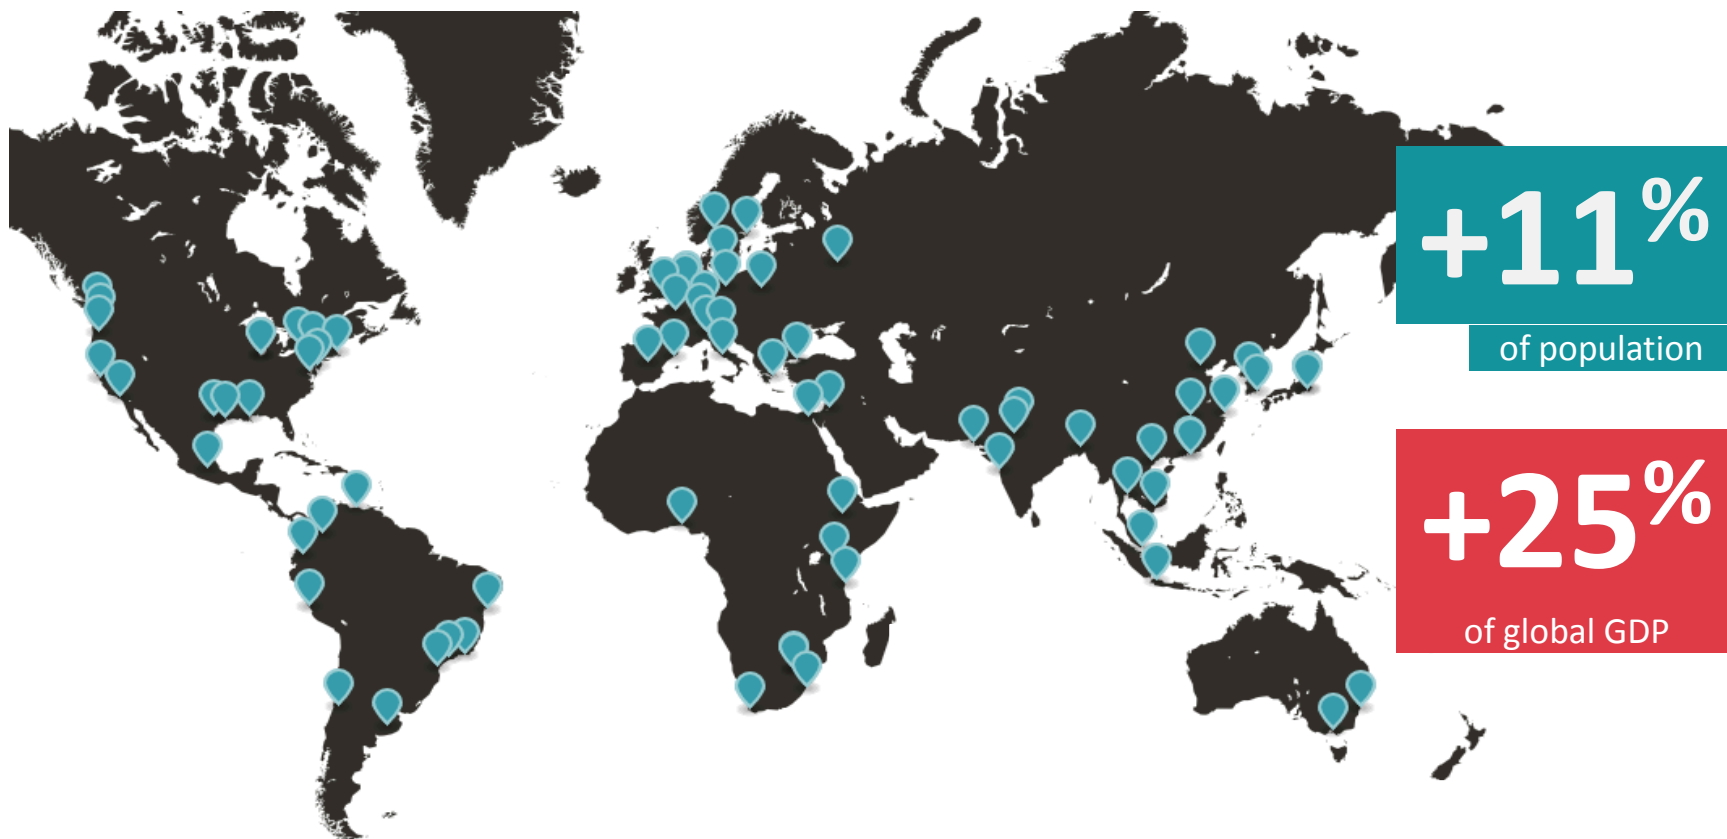 +11%
of population
+25%
of global GDP